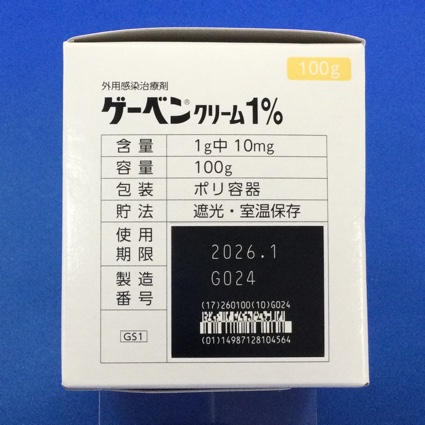 100g
外用感染治療剤
ゲーベン®クリーム1%
含量 1g中 10mg
容量 100g
包装 ポリ容器
貯法 遮光・室温保存
使用期限 2026.1
製造番号 G024
(17)260100(10)G024
(01)14987128104564
GS1